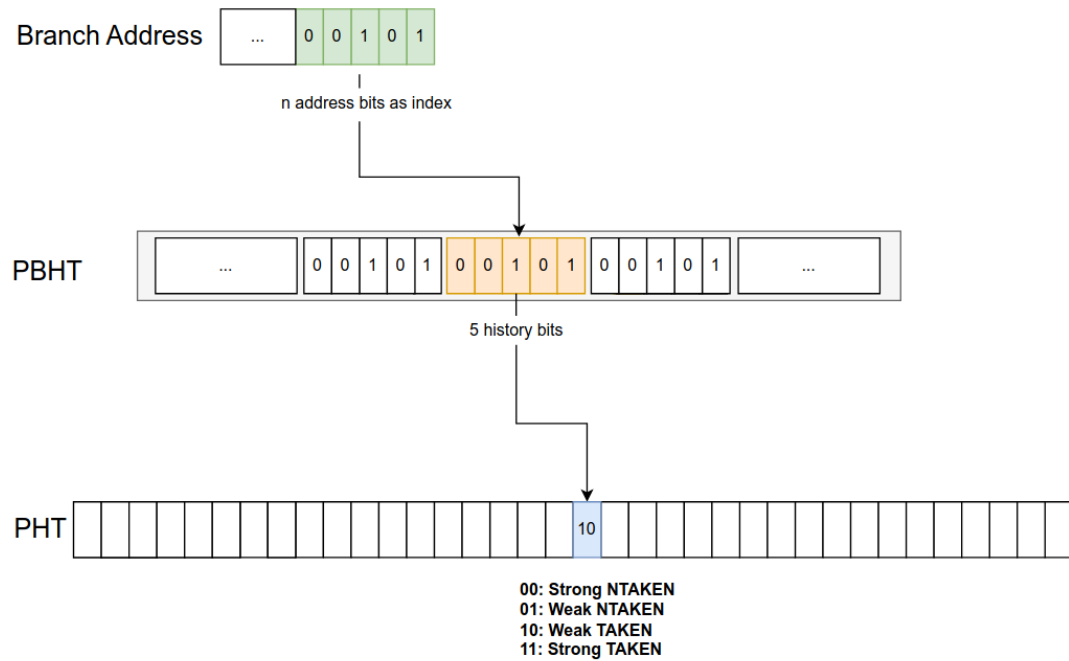 Branch Address
... 0 0 1 0 1
n address bits as index
PBHT
... 0 0 1 0 1 0 0 1 0 1 0 0 1 0 1 ...
5 history bits
PHT
10
00: Strong NTAKEN
01: Weak NTAKEN
10: Weak TAKEN
11: Strong TAKEN